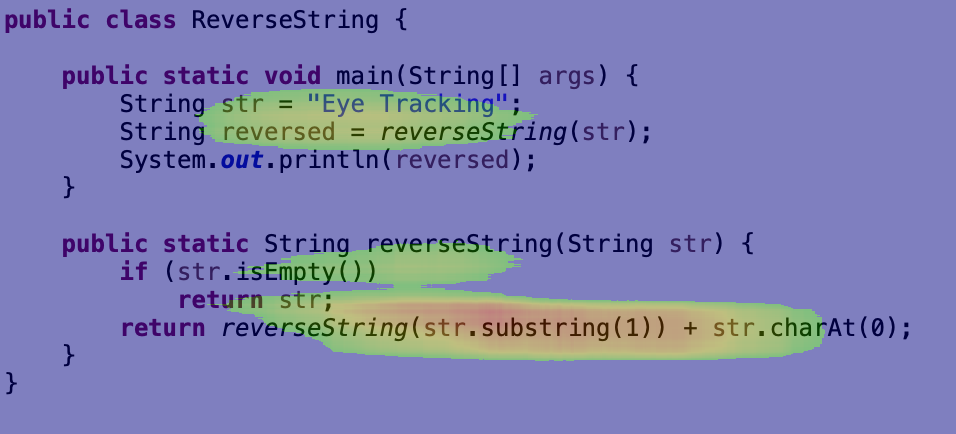 public class ReverseString {
public static void main(String[] args) {
String str = "Eye Tracking";
String reversed = reverseString(str);
System.out.println(reversed);
}
public static String reverseString(String str) {
if (str.isEmpty())
return str;
return reverseString(str.substring(1)) + str.charAt(0);
}
}